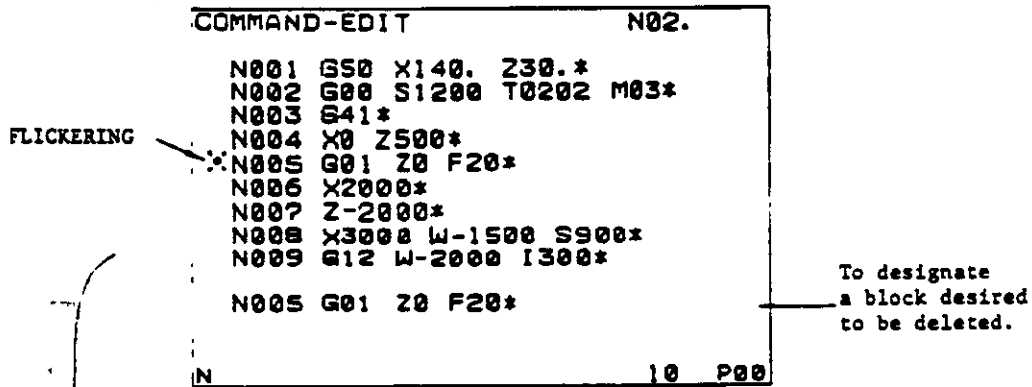 COMMAND-EDIT N02.
N001 G50 X140. Z30.*
N002 G00 S1200 T0202 M03*
N003 G41*
N004 X0 Z500*
FLICKERING
N005 G01 Z0 F20*
N006 X2000*
N007 Z-2000*
N008 X3000 W-1500 S900*
N009 G12 W-2000 I300*
N005 G01 Z0 F20*
To designate
a block desired
to be deleted.
N 10 P00